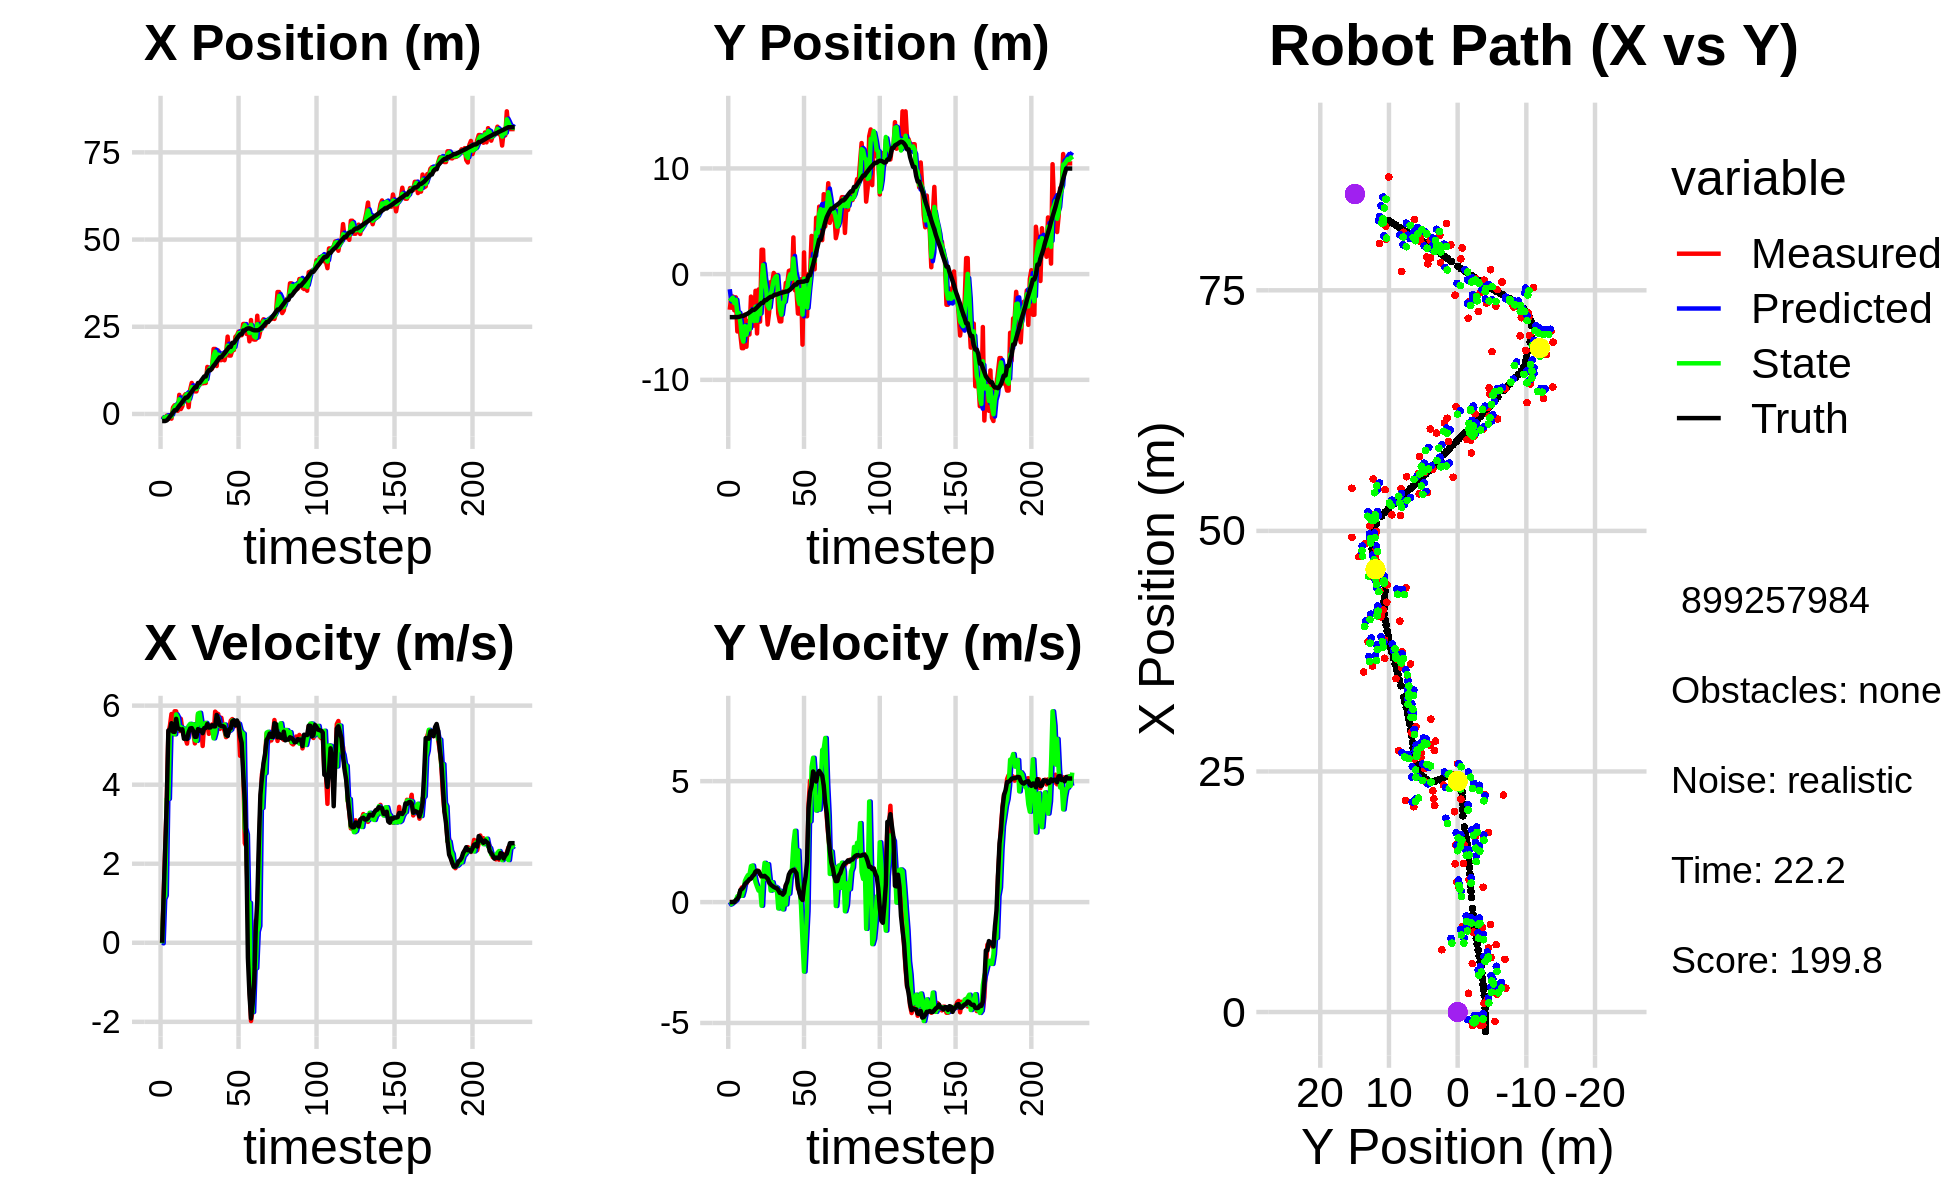 X Position (m)
75
50
25
0
0
50
100
150
200
timestep
Y Position (m)
10
0
-10
0
50
100
150
200
timestep
X Velocity (m/s)
6
4
2
0
-2
0
50
100
150
200
timestep
Y Velocity (m/s)
5
0
-5
0
50
100
150
200
timestep
Robot Path (X vs Y)
X Position (m)
75
50
25
0
20 10 0 -10 -20
Y Position (m)
variable
Measured
Predicted
State
Truth
899257984
Obstacles: none
Noise: realistic
Time: 22.2
Score: 199.8